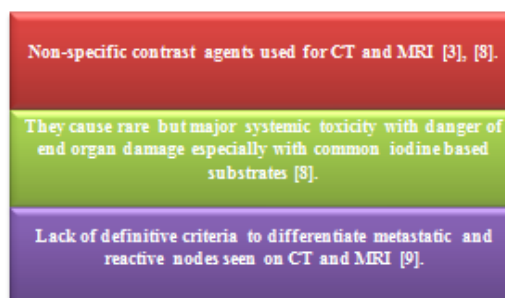 Non-specific contrast agents used for CT and MRI [3], [8].
They cause rare but major systemic toxicity with danger of
end organ damage especially with common iodine based
substrates [8].
Lack of definitive criteria to differentiate metastatic and
reactive nodes seen on CT and MRI [9].